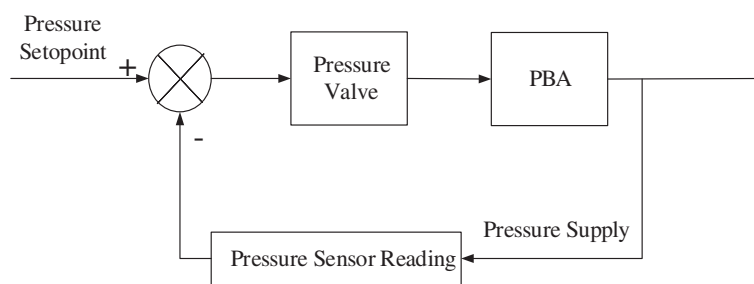 Pressure
Setopoint
+
Pressure
Valve
PBA
-
Pressure Supply
Pressure Sensor Reading